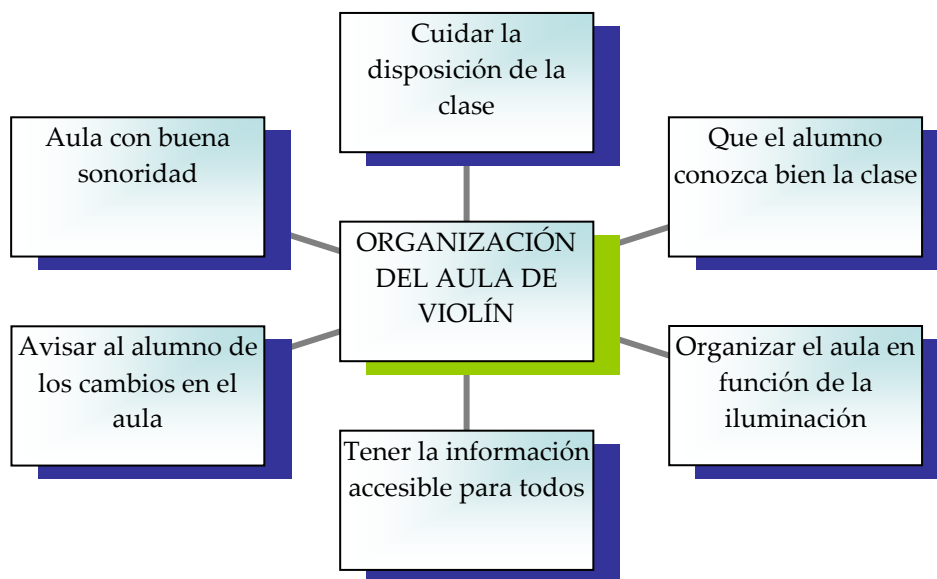 Cuidar la
disposición de la
clase
Aula con buena
sonoridad
Que el alumno
conozca bien la clase
ORGANIZACIÓN
DEL AULA DE
VIOLÍN
Avisar al alumno de
los cambios en el
aula
Organizar el aula en
función de la
iluminación
Tener la información
accesible para todos